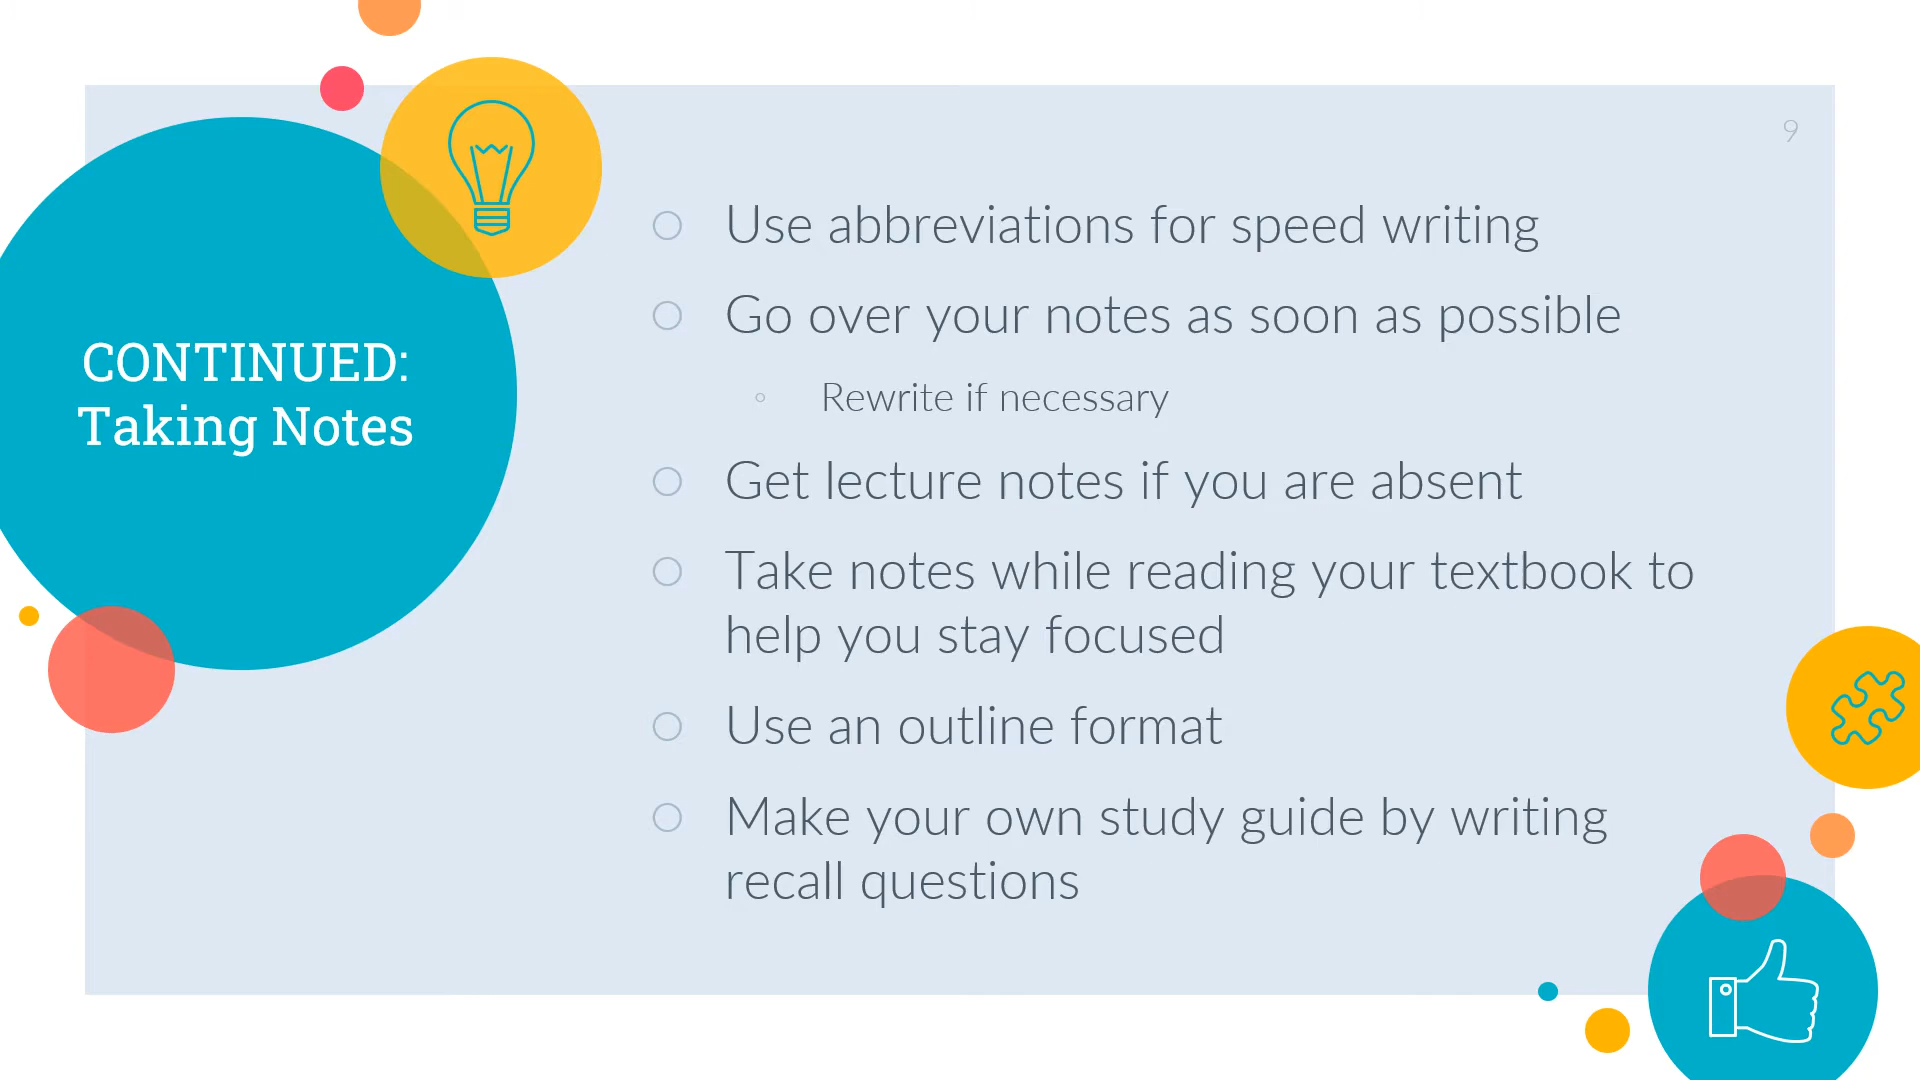 9
CONTINUED:
Taking Notes
Use abbreviations for speed writing
Go over your notes as soon as possible
Rewrite if necessary
Get lecture notes if you are absent
Take notes while reading your textbook to
help you stay focused
Use an outline format
Make your own study guide by writing
recall questions